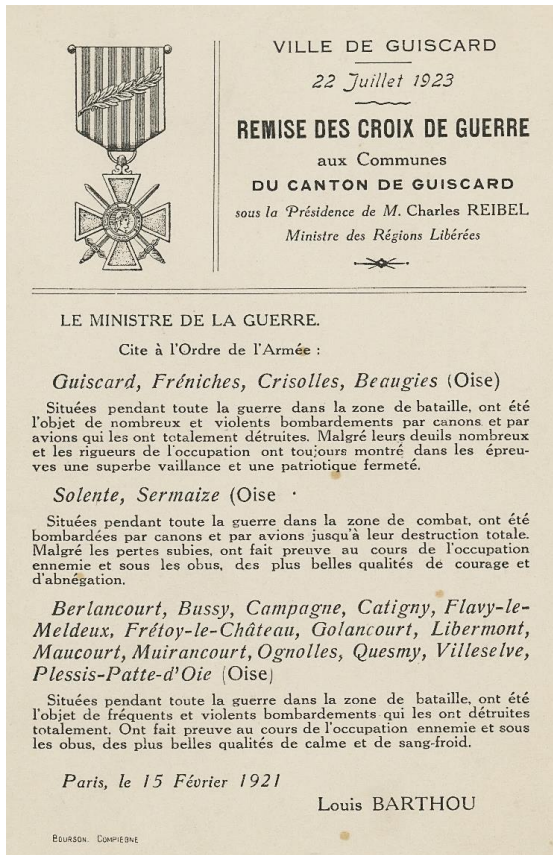 VILLE DE GUISCARD
22 Juillet 1923
REMISE DES CROIX DE GUERRE
aux Communes
DU CANTON DE GUISCARD
sous la Présidence de M. Charles REIBEL
Ministre des Régions Libérées
LE MINISTRE DE LA GUERRE.
Cite à l'Ordre de l'Armée :
Guiscard, Fréniches, Crisolles, Beaugies (Oise)
Situées pendant toute la guerre dans la zone de bataille, ont été
l'objet de nombreux et violents bombardements par canons et par
avions qui les ont totalement détruites. Malgré leurs deuils nombreux
et les rigueurs de l'occupation ont toujours montré dans les épreu-
ves une superbe vaillance et une patriotique fermeté.
Solente, Sermaize (Oise
Situées pendant toute la guerre dans la zone de combat, ont été
bombardées par canons et par avions jusqu'à leur destruction totale.
Malgré les pertes subies, ont fait preuve au cours de l'occupation
ennemie et sous les obus, des plus belles qualités de courage et
d'abnégation.
Berlancourt, Bussy, Campagne, Catigny, Flavy-le-
Meldeux, Frétoy-le-Château, Golancourt, Libermont,
Maucourt, Muirancourt, Ognolles, Quesmy, Villeselve,
Plessis-Patte-d'Oie (Oise)
Situées pendant toute la guerre dans la zone de bataille, ont été
l'objet de fréquents et violents bombardements qui les ont détruites
totalement. Ont fait preuve au cours de l'occupation ennemie et sous
les obus, des plus belles qualités de calme et de sang-froid.
Paris, le 15 Février 1921
Louis BARTHOU
BOURSON. COMPIEGNE